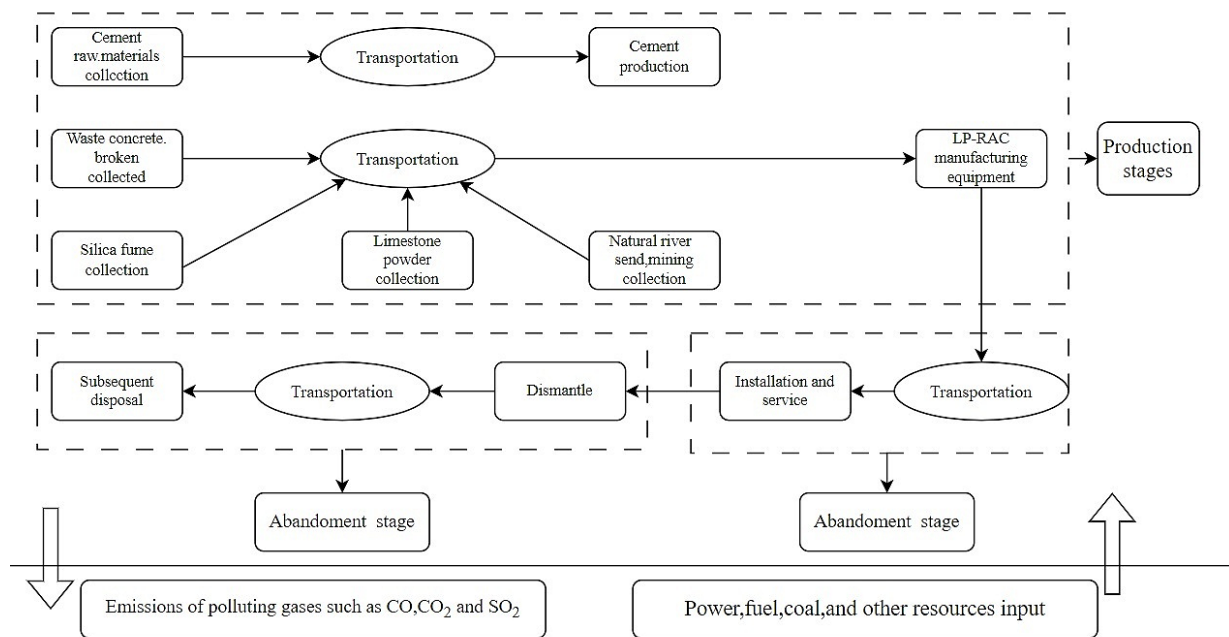 Cement
raw.materials
collcction
Transportation
Cement
production
Waste concrete.
broken
collected
Transportation
LP-RAC
manufacturing
equipment
Production
stages
Silica fume
collection
Limestone
powder
collection
Natural river
send,mining
collection
Subsequent
disposal
Transportation
Dismantle
Installation and
service
Transportation
Abandoment stage
Abandoment stage
Emissions of polluting gases such as CO,CO₂ and SO₂
Power,fuel,coal,and other resources input